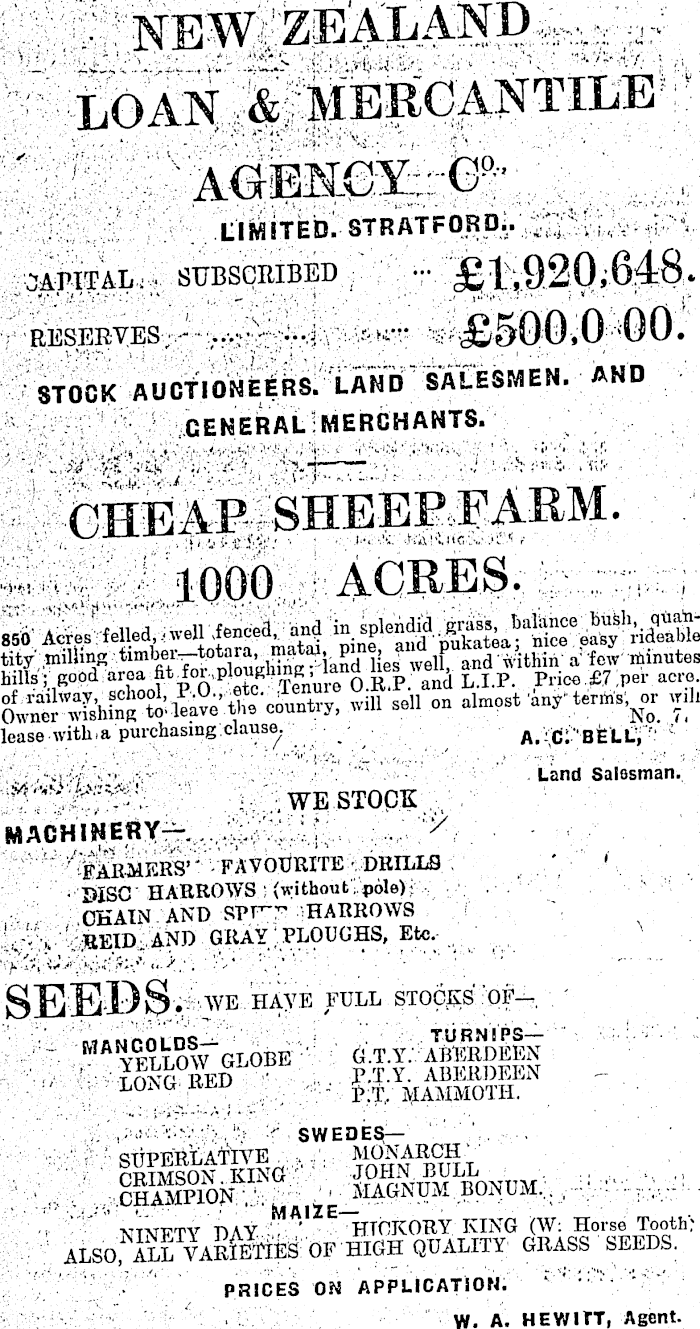 NEW ZEALAND
LOAN & MERCANTILE
AGENCY Co.,
LIMITED. STRATFORD..
CAPITAL SUBSCRIBED ... £1,920,648.
RESERVES ... ... ... £500,0 00.
STOCK AUCTIONEERS. LAND SALESMEN. AND
GENERAL MERCHANTS.
CHEAP SHEEP FARM.
1000 ACRES.
850 Acres felled, well fenced, and in splendid grass, balance bush, quan-
tity milling timber—totara, matai, pine, and pukatea; nice easy rideable
hills; good area fit for ploughing; land lies well, and within a few minutes
of railway, school, P.O., etc. Tenure O.R.P. and L.I.P. Price £7 per acre.
Owner wishing to leave the country, will sell on almost any terms, or will
lease with a purchasing clause. No. 7.
A. C. BELL,
Land Salesman.
WE STOCK
MACHINERY—
FARMERS' FAVOURITE DRILLS
DISC HARROWS (without pole)
CHAIN AND HARROWS
REID AND GRAY PLOUGHS, Etc.
SEEDS. WE HAVE FULL STOCKS OF—
MANGOLDS—
YELLOW GLOBE
LONG RED
TURNIPS—
G.T.Y. ABERDEEN
P.T.Y. ABERDEEN
P.T. MAMMOTH.
SWEDES—
SUPERLATIVE MONARCH
CRIMSON KING JOHN BULL
CHAMPION MAGNUM BONUM.
MAIZE—
NINETY DAY HICKORY KING (W. Horse Tooth)
ALSO, ALL VARIETIES OF HIGH QUALITY GRASS SEEDS.
PRICES ON APPLICATION.
W. A. HEWITT, Agent.